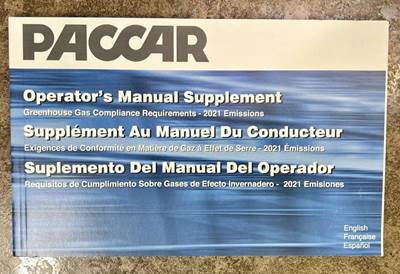 PACCAR
Operator's Manual Supplement
Greenhouse Gas Compliance Requirements - 2021 Emissions
Supplément Au Manuel Du Conducteur
Exigences de Conformité en Matière de Gaz à Effet de Serre - 2021 Émissions
Suplemento Del Manual Del Operador
Requisitos de Cumplimiento Sobre Gases de Efecto Invernadero - 2021 Emisiones
English
Française
Español